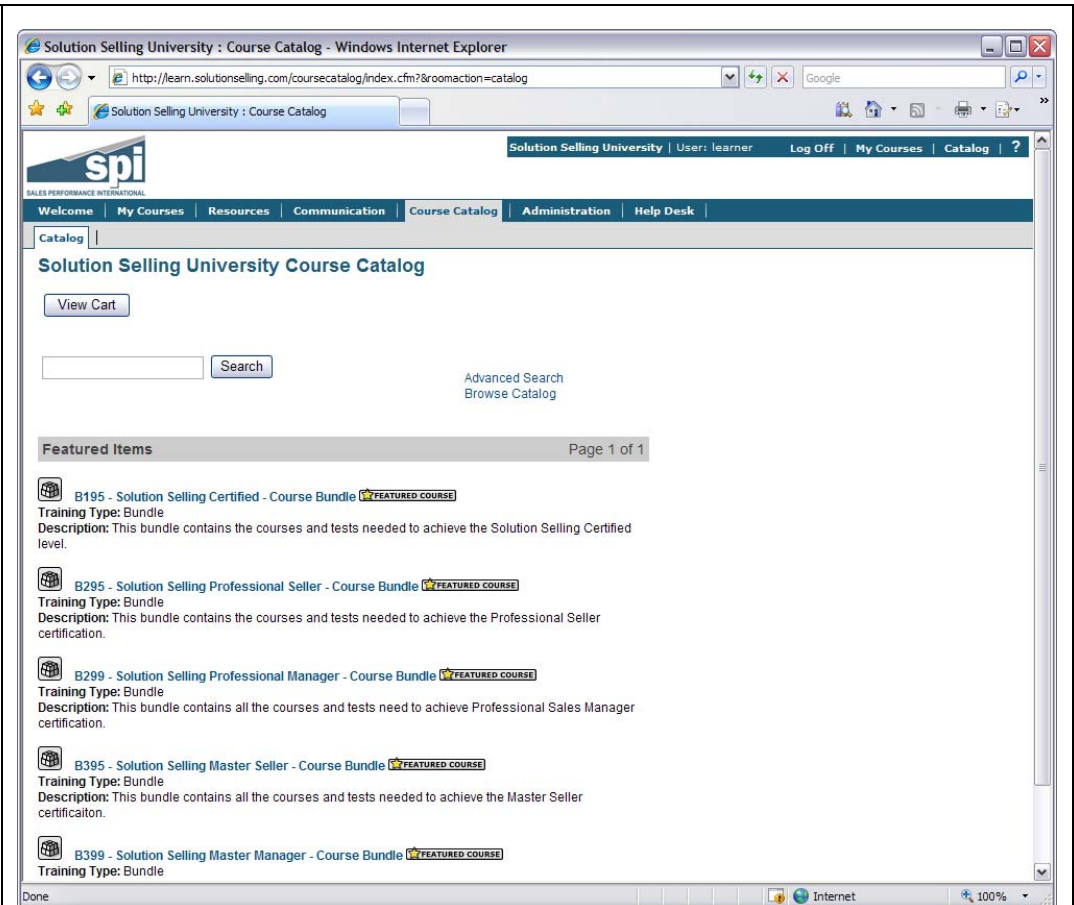 Solution Selling University : Course Catalog - Windows Internet Explorer
http://learn.solutionselling.com/coursecatalog/index.cfm?&roomaction=catalog
Google
Solution Selling University : Course Catalog
spi
SALES PERFORMANCE INTERNATIONAL
Solution Selling University | User: learner Log Off | My Courses | Catalog | ?
Welcome | My Courses | Resources | Communication | Course Catalog | Administration | Help Desk |
Catalog |
Solution Selling University Course Catalog
View Cart
Search
Advanced Search
Browse Catalog
Featured Items Page 1 of 1
B195 - Solution Selling Certified - Course Bundle FEATURED COURSE
Training Type: Bundle
Description: This bundle contains the courses and tests needed to achieve the Solution Selling Certified
level.
B295 - Solution Selling Professional Seller - Course Bundle FEATURED COURSE
Training Type: Bundle
Description: This bundle contains the courses and tests needed to achieve the Professional Seller
certification.
B299 - Solution Selling Professional Manager - Course Bundle FEATURED COURSE
Training Type: Bundle
Description: This bundle contains all the courses and tests need to achieve Professional Sales Manager
certification.
B395 - Solution Selling Master Seller - Course Bundle FEATURED COURSE
Training Type: Bundle
Description: This bundle contains all the courses and tests needed to achieve the Master Seller
certificaiton.
B399 - Solution Selling Master Manager - Course Bundle FEATURED COURSE
Training Type: Bundle
Done Internet 100%